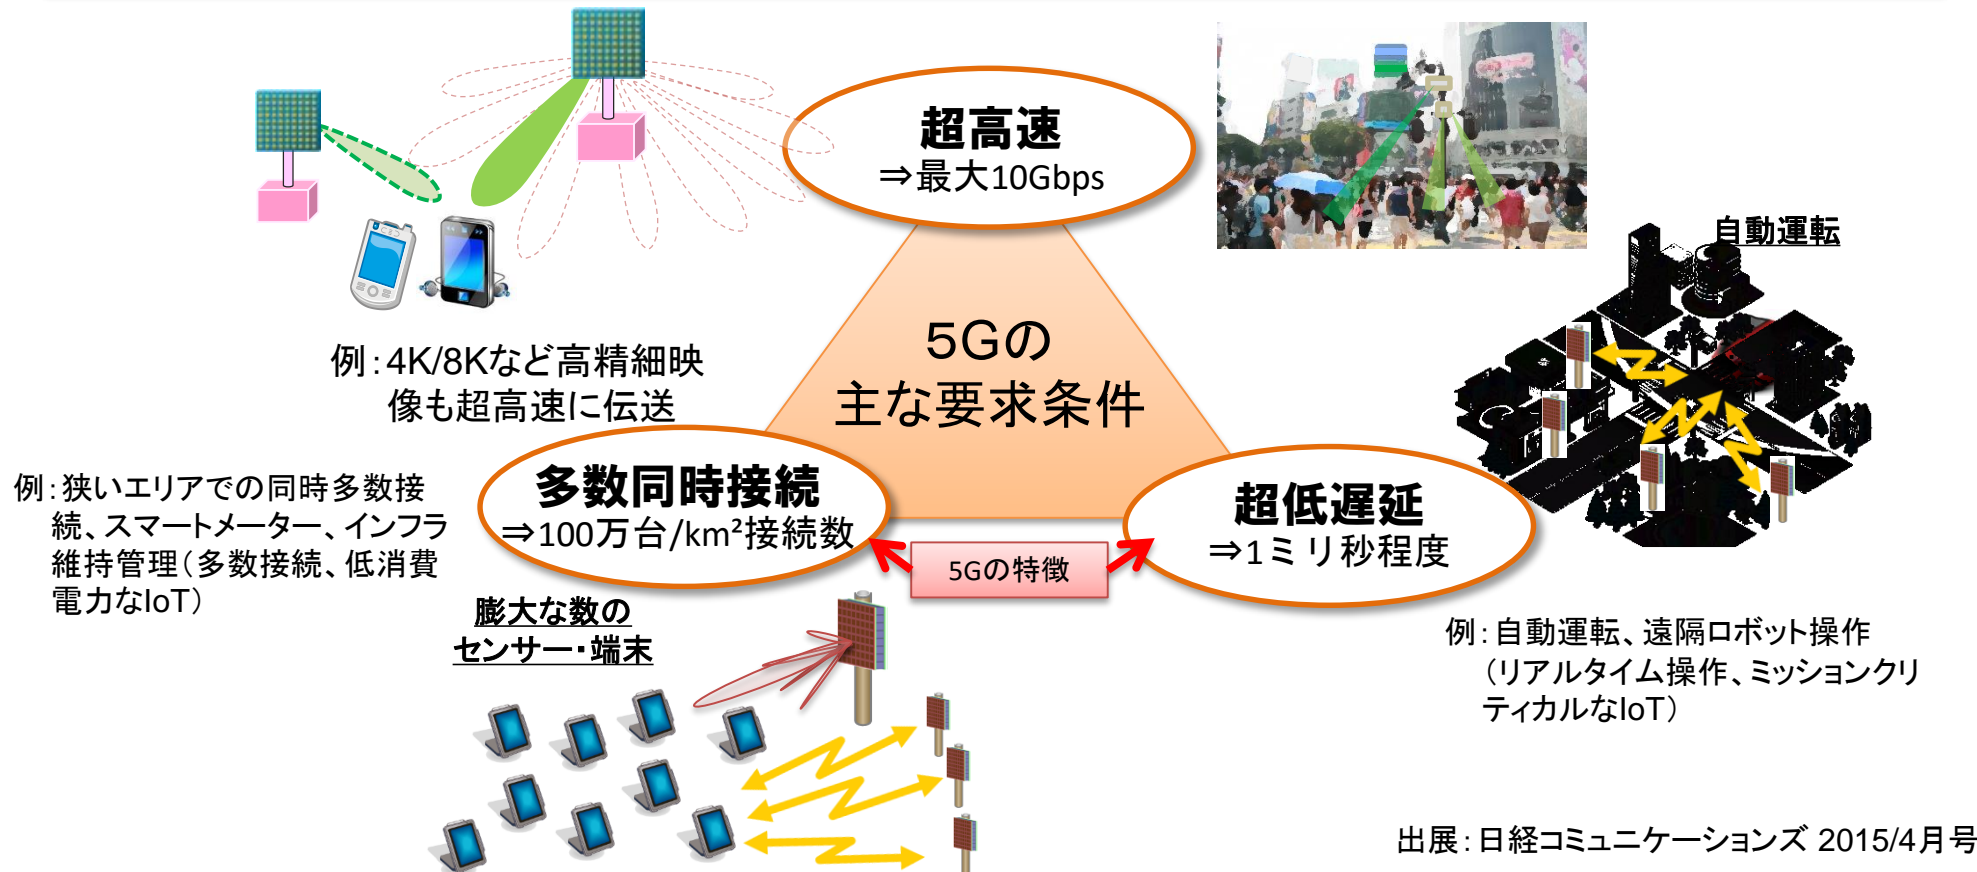 超高速
⇒最大10Gbps
自動運転
5Gの
主な要求条件
例：4K/8Kなど高精細映
像も超高速に伝送
多数同時接続
⇒100万台/km²接続数
例：狭いエリアでの同時多数接
続、スマートメーター、インフラ
維持管理（多数接続、低消費
電力なIoT）
超低遅延
⇒1ミリ秒程度
5Gの特徴
膨大な数の
センサー・端末
例：自動運転、遠隔ロボット操作
（リアルタイム操作、ミッションクリ
ティカルなIoT）
出展：日経コミュニケーションズ 2015/4月号